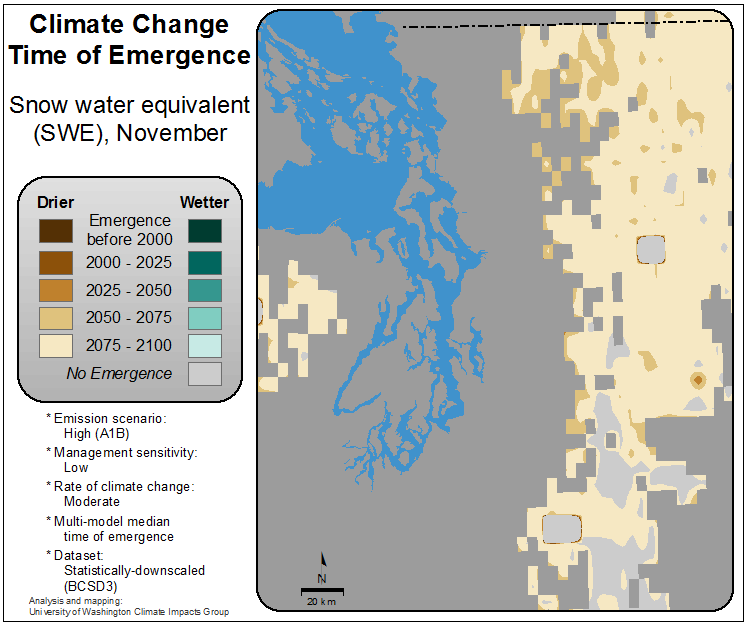 Climate Change
Time of Emergence
Snow water equivalent
(SWE), November
Drier
Wetter
Emergence
before 2000
2000 - 2025
2025 - 2050
2050 - 2075
2075 - 2100
No Emergence
* Emission scenario:
High (A1B)
* Management sensitivity:
Low
* Rate of climate change:
Moderate
* Multi-model median
time of emergence
* Dataset:
Statistically-downscaled
(BCSD3)
Analysis and mapping:
University of Washington Climate Impacts Group
N
20 km